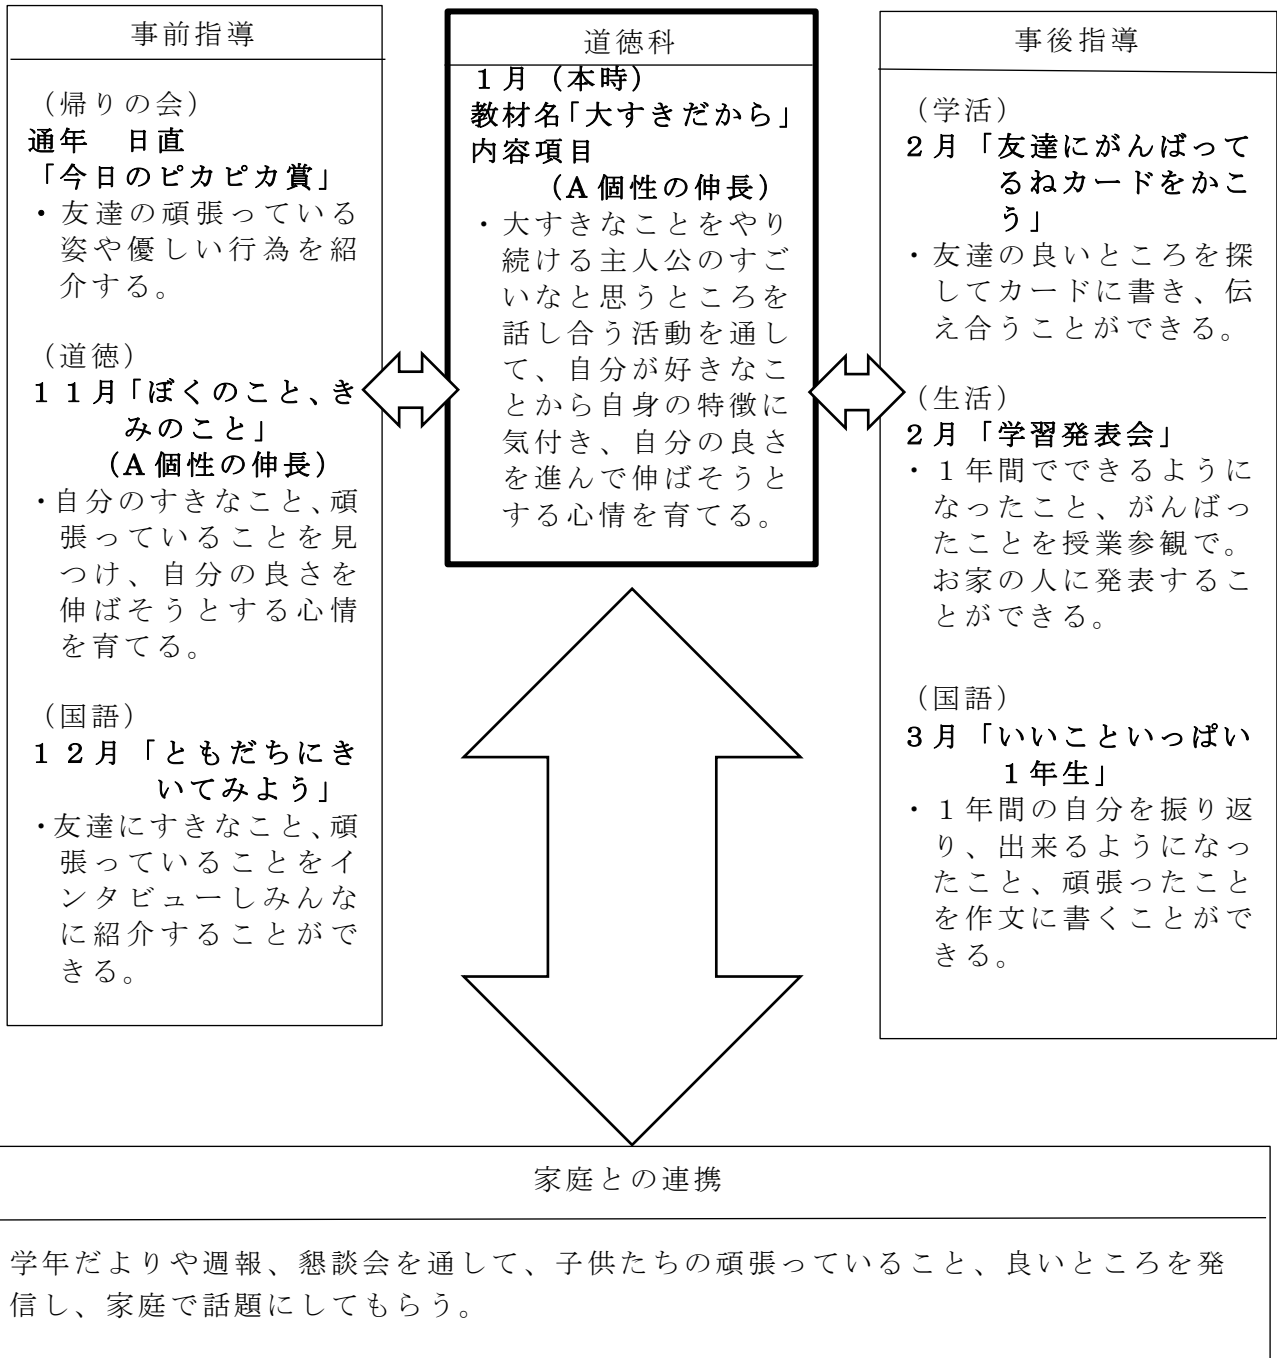 事前指導
（帰りの会）
通年　日直
「今日のピカピカ賞」
・友達の頑張っている
姿や優しい行為を紹
介する。
（道徳）
１１月「ぼくのこと、き
みのこと」
（A 個性の伸長）
・自分のすきなこと、頑
張っていることを見
つけ、自分の良さを
伸ばそうとする心情
を育てる。
（国語）
１２月「ともだちにき
いてみよう」
・友達にすきなこと、頑
張っていることをイ
ンタビューしみんな
に紹介することがで
きる。
道徳科
１月（本時）
教材名「大すきだから」
内容項目
（A 個性の伸長）
・大すきなことをやり
続ける主人公のすご
いなと思うところを
話し合う活動を通し
て、自分が好きなこ
とから自身の特徴に
気付き、自分の良さ
を進んで伸ばそうと
する心情を育てる。
事後指導
（学活）
２月「友達にがんばって
るねカードをかこ
う」
・友達の良いところを探
してカードに書き、伝
え合うことができる。
（生活）
２月「学習発表会」
・１年間でできるように
なったこと、がんばっ
たことを授業参観で。
お家の人に発表するこ
とができる。
（国語）
３月「いいこといっぱい
１年生」
・１年間の自分を振り返
り、出来るようになっ
たこと、頑張ったこと
を作文に書くことがで
きる。
家庭との連携
学年だよりや週報、懇談会を通して、子供たちの頑張っていること、良いところを発
信し、家庭で話題にしてもらう。